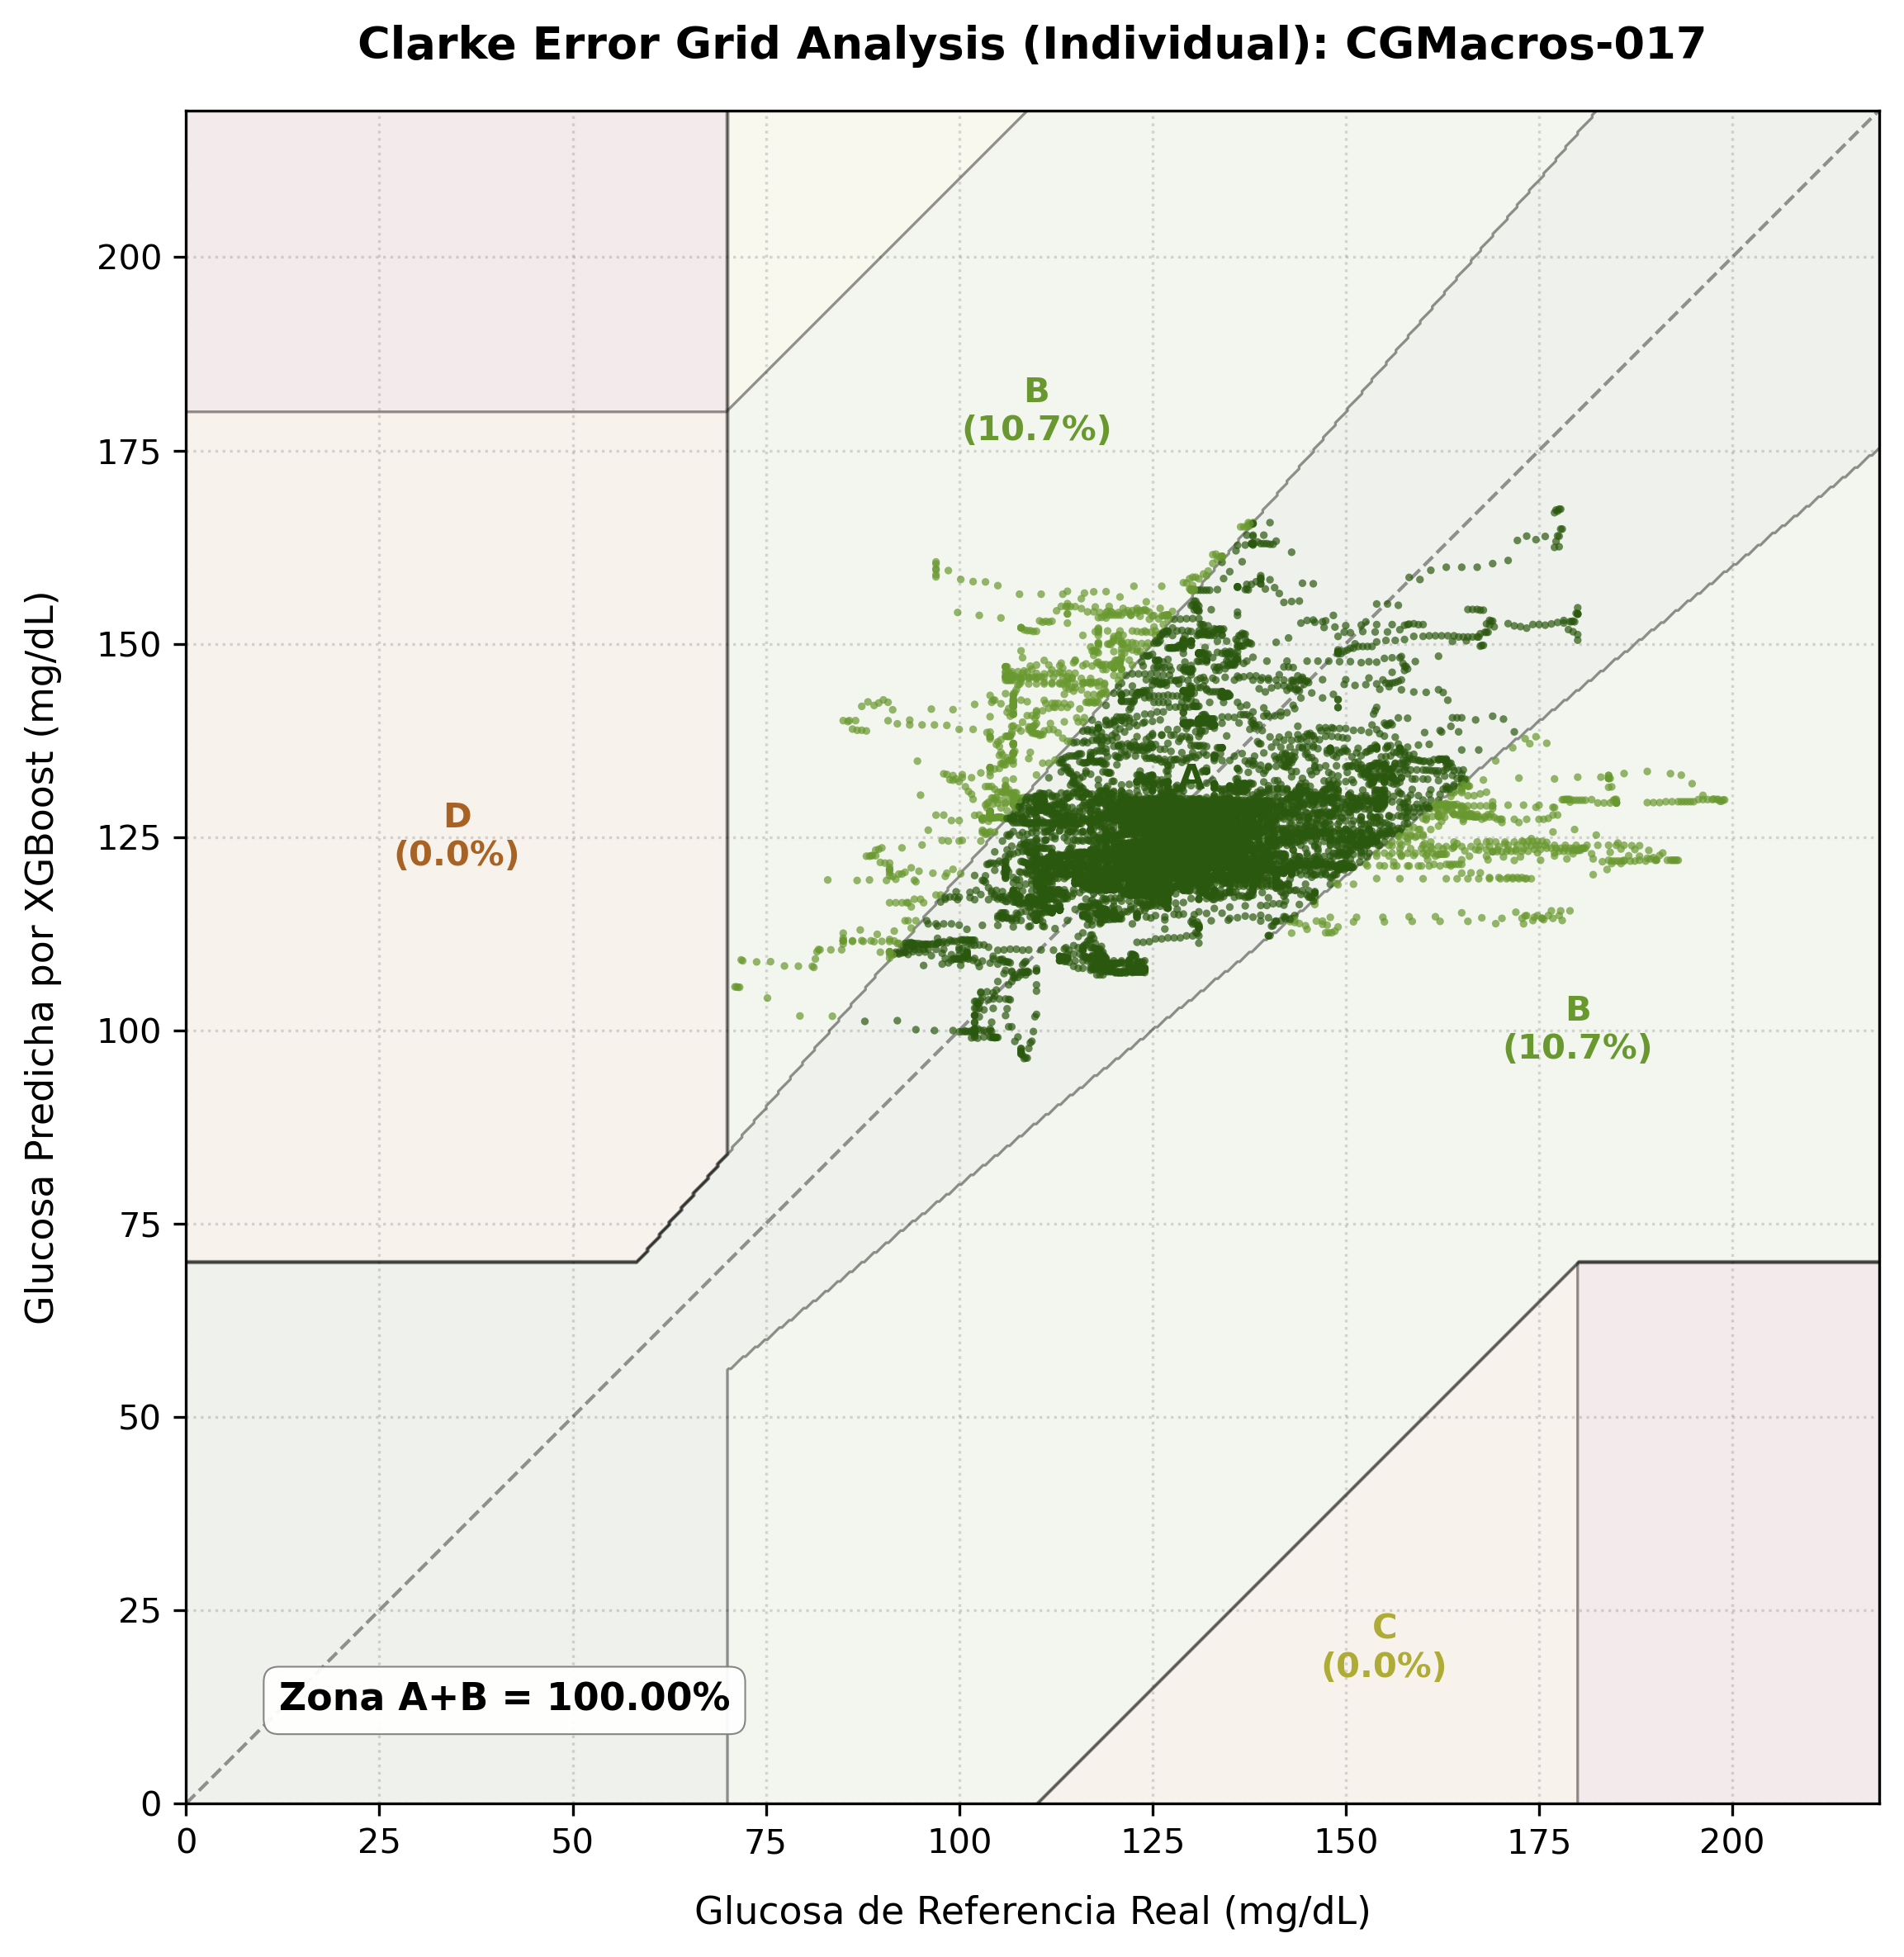 Clarke Error Grid Analysis (Individual): CGMacros-017
Glucosa Predicha por XGBoost (mg/dL)
200
175
150
125
100
75
50
25
0
B
(10.7%)
A
D
(0.0%)
B
(10.7%)
C
(0.0%)
Zona A+B = 100.00%
0 25 50 75 100 125 150 175 200
Glucosa de Referencia Real (mg/dL)